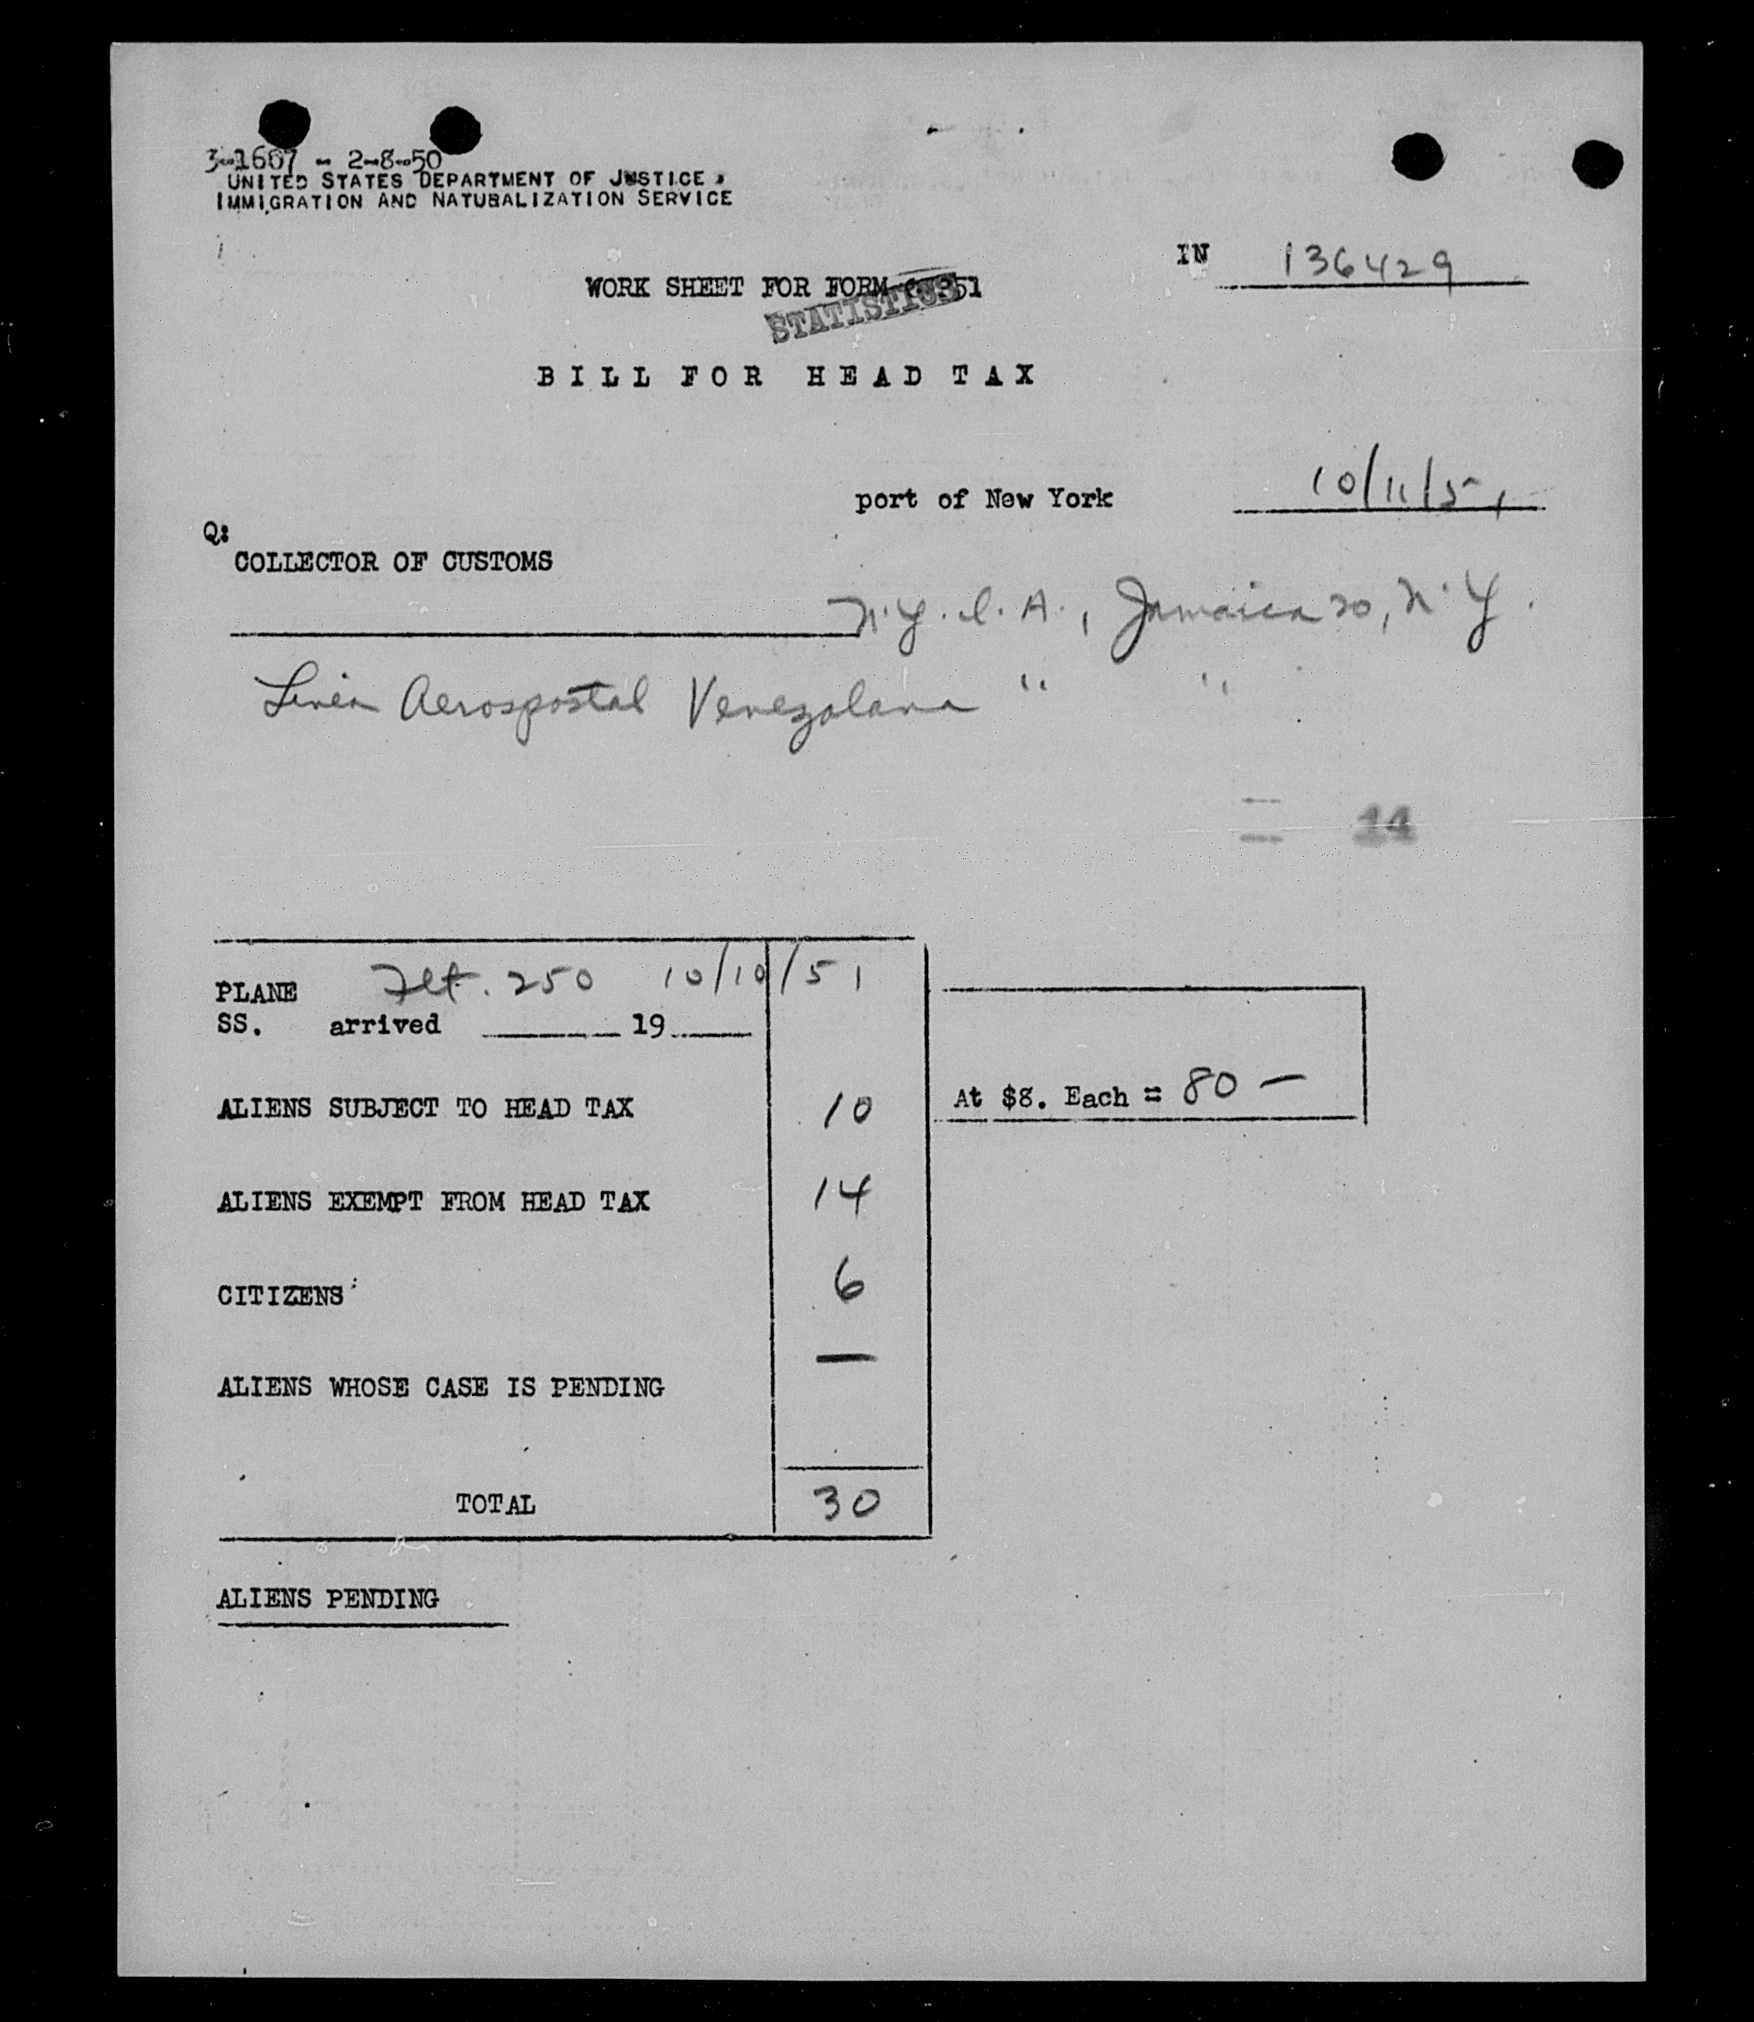 3-1667 - 2-8-50
UNITED STATES DEPARTMENT OF JUSTICE
IMMIGRATION AND NATURALIZATION SERVICE
IN 136429
WORK SHEET FOR FORM 51
STATISTICS
BILL FOR HEAD TAX
port of New York 10/11/51
Q:
COLLECTOR OF CUSTOMS
N.Y.I.A., Jamaica 30, N.Y.
Linea Aerospostal Venezolana " "
14
PLANE Flt. 250 10/10/51
SS. arrived 19
ALIENS SUBJECT TO HEAD TAX 10
At $8. Each = 80 —
ALIENS EXEMPT FROM HEAD TAX 14
CITIZENS 6
ALIENS WHOSE CASE IS PENDING —
TOTAL 30
ALIENS PENDING